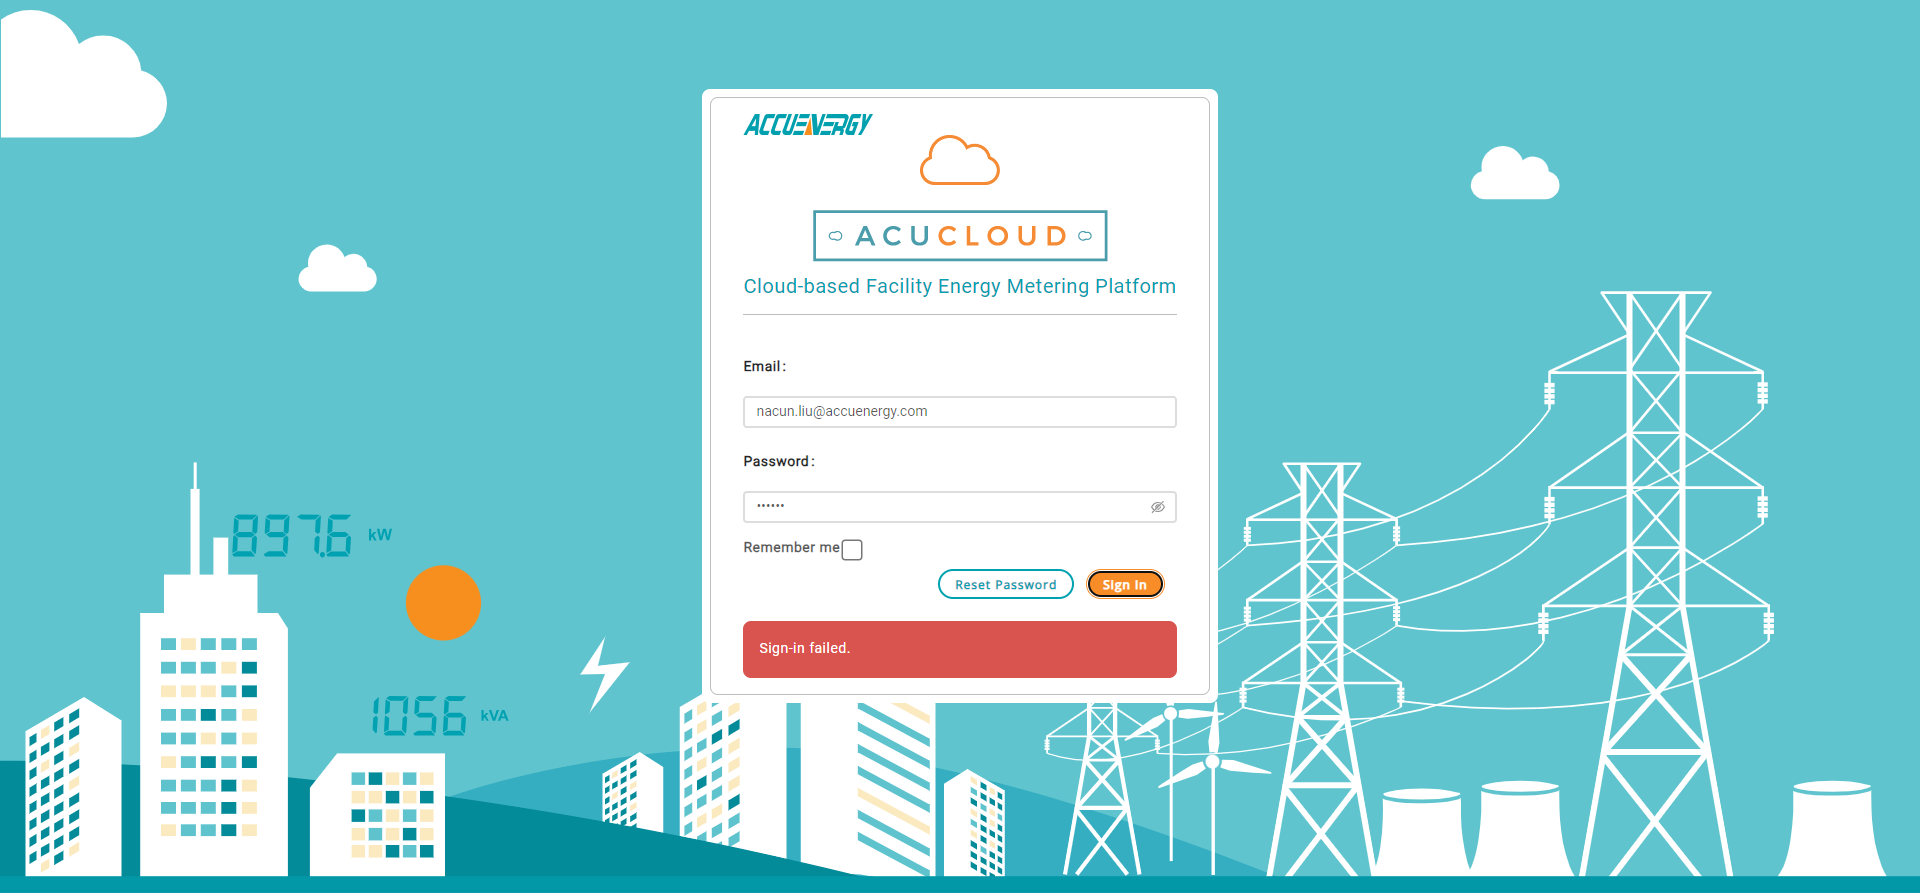 ACCUENERGY
ACUCLOUD
Cloud-based Facility Energy Metering Platform
Email:
nacun.liu@accuenergy.com
Password:
••••••
Remember me
Reset Password
Sign In
Sign-in failed.
897.6 kW
1056 kVA